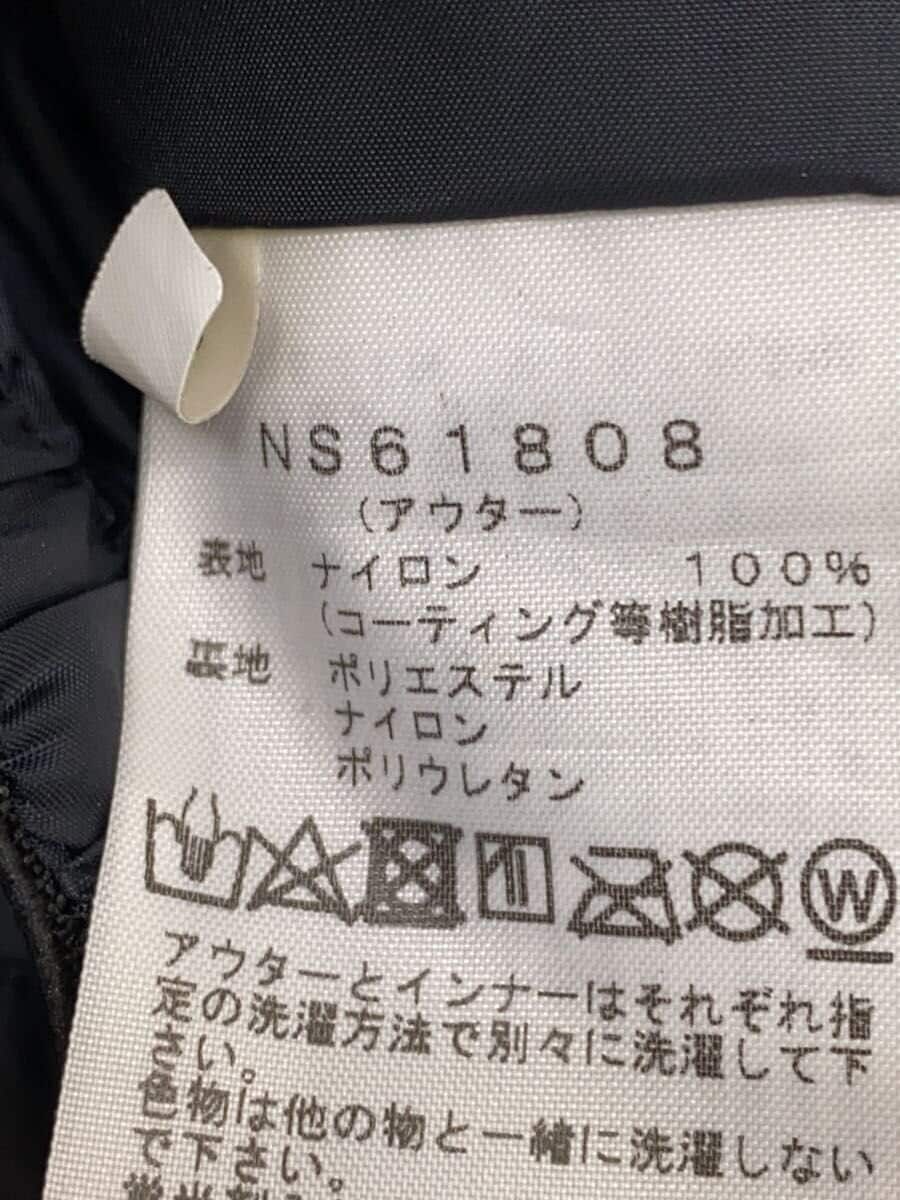 NS61808
(アウター)
表地 ナイロン 100%
(コーティング等樹脂加工)
裏地 ポリエステル
ナイロン
ポリウレタン
W
アウターとインナーはそれぞれ指
定の洗濯方法で別々に洗濯して下
さい。
色物は他の物と一緒に洗濯しない
で下さい。